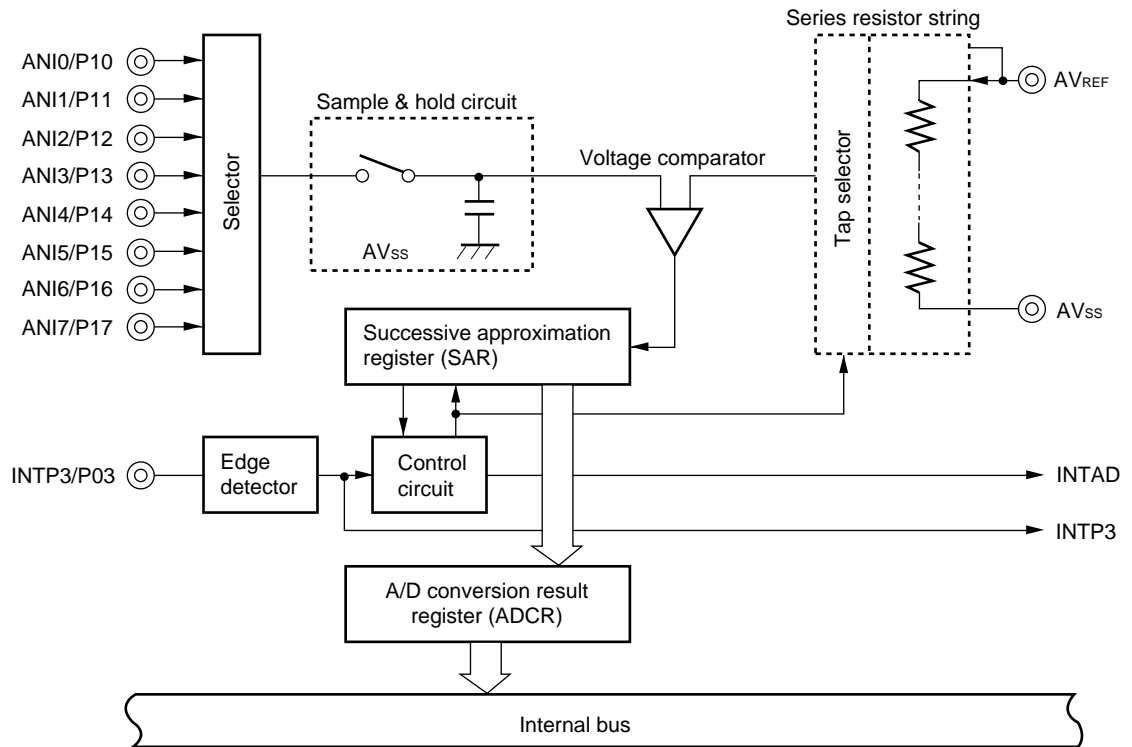 Series resistor string
ANI0/P10
ANI1/P11
ANI2/P12
ANI3/P13
ANI4/P14
ANI5/P15
ANI6/P16
ANI7/P17
Selector
Sample & hold circuit
AVSS
Voltage comparator
Tap selector
AVREF
AVSS
Successive approximation
register (SAR)
INTP3/P03
Edge
detector
Control
circuit
INTAD
INTP3
A/D conversion result
register (ADCR)
Internal bus